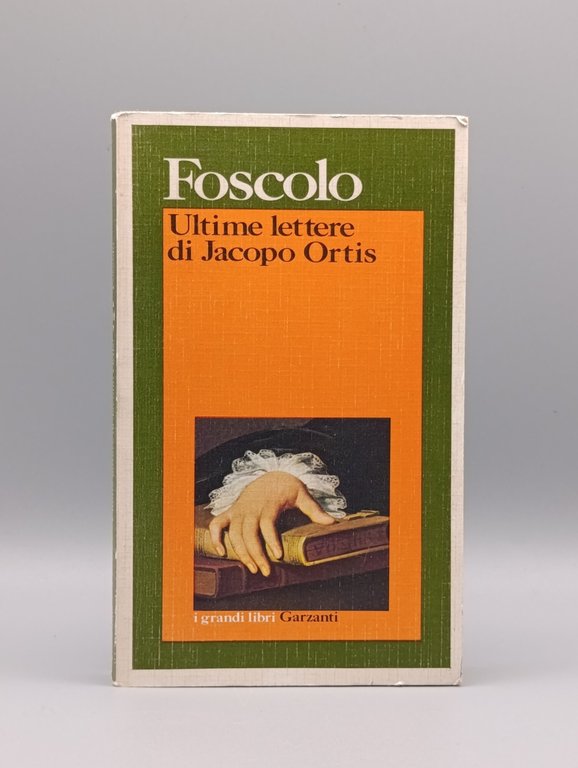 Foscolo
Ultime lettere
di Jacopo Ortis
i grandi libri Garzanti